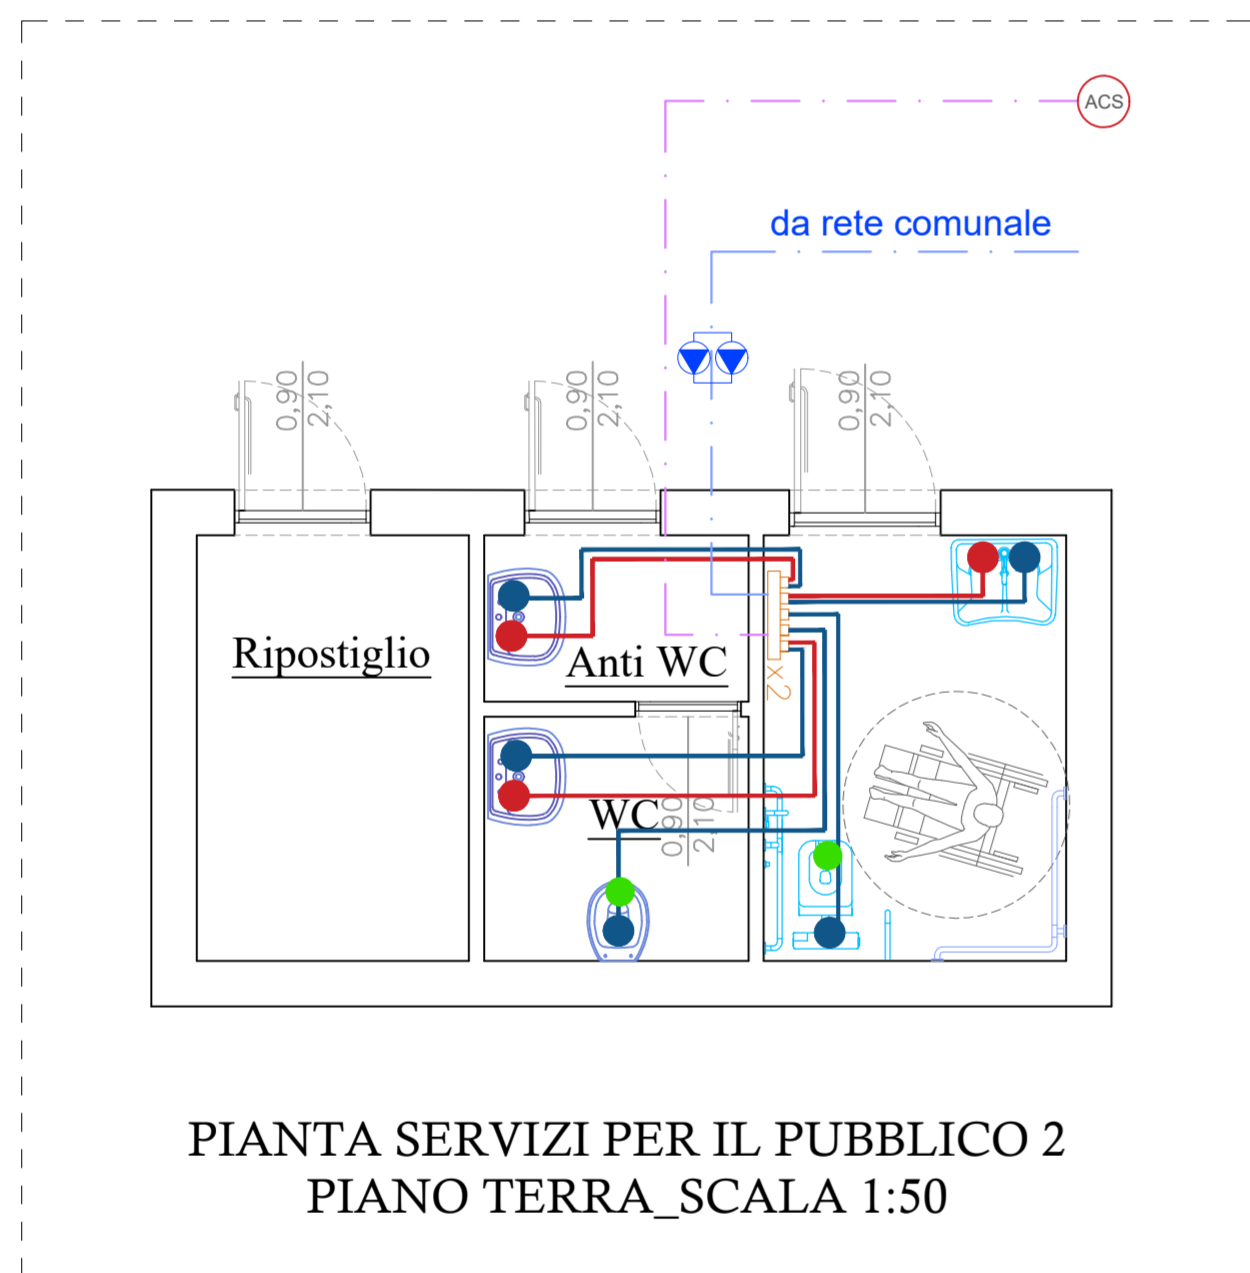 ACS
da rete comunale
0,90
2,10
0,90
2,10
0,90
2,10
Ripostiglio
Anti WC
x2
WC
0,90
2,10
PIANTA SERVIZI PER IL PUBBLICO 2
PIANO TERRA_SCALA 1:50